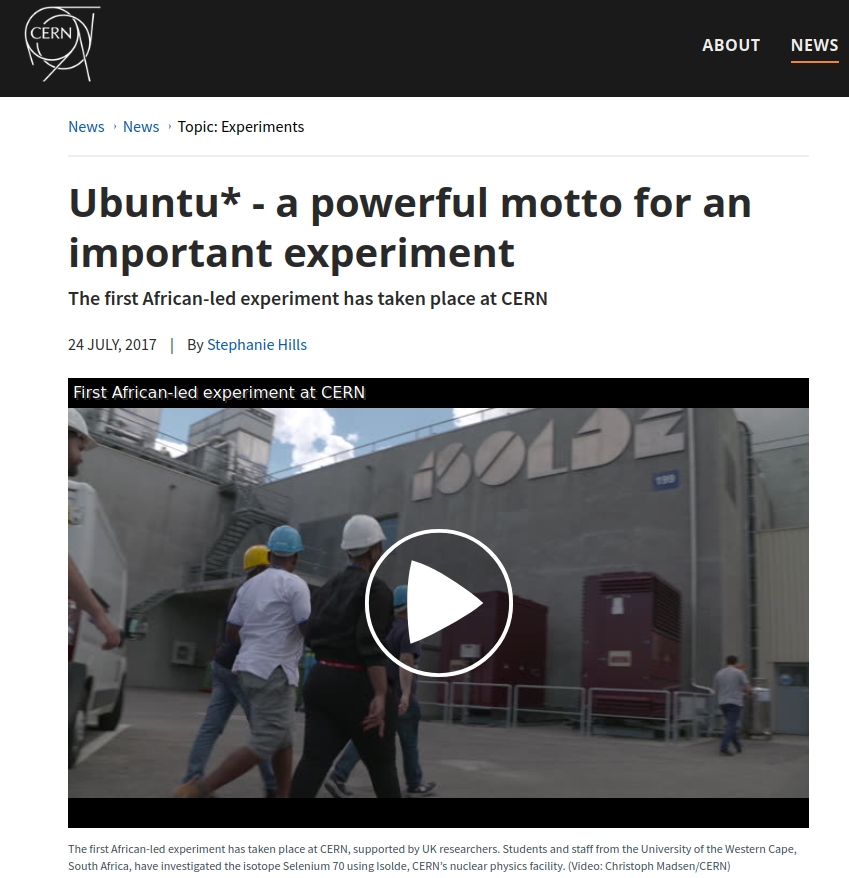 CERN
ABOUT NEWS
News › News › Topic: Experiments
Ubuntu* - a powerful motto for an
important experiment
The first African-led experiment has taken place at CERN
24 JULY, 2017 | By Stephanie Hills
First African-led experiment at CERN
ISOLDE
199
The first African-led experiment has taken place at CERN, supported by UK researchers. Students and staff from the University of the Western Cape,
South Africa, have investigated the isotope Selenium 70 using Isolde, CERN's nuclear physics facility. (Video: Christoph Madsen/CERN)